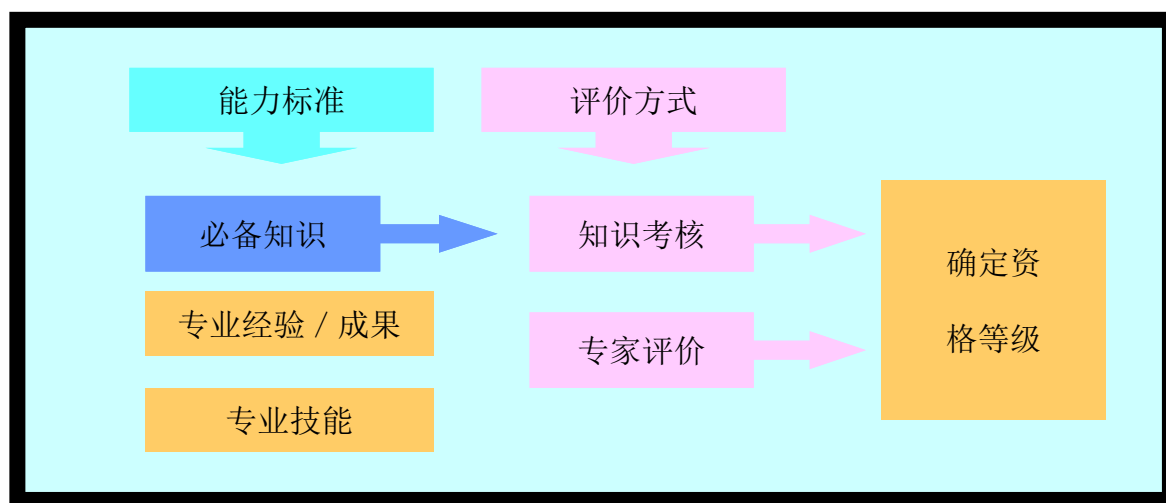 能力标准
评价方式
必备知识
知识考核
专业经验 / 成果
专家评价
专业技能
确定资
格等级